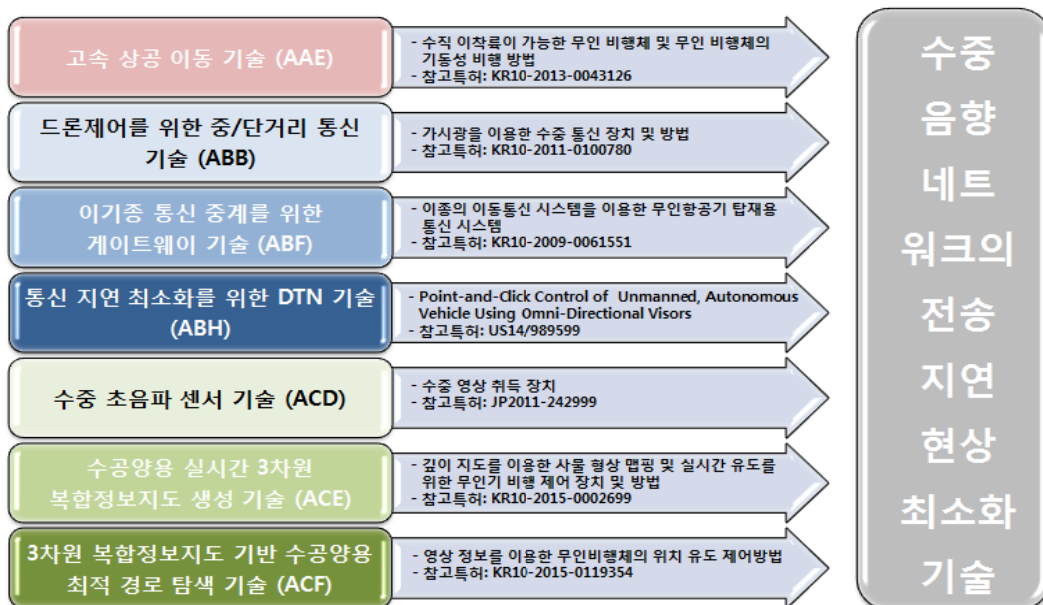 고속 상공 이동 기술 (AAE)
- 수직 이착륙이 가능한 무인 비행체 및 무인 비행체의
기동성 비행 방법
- 참고특허: KR10-2013-0043126
드론제어를 위한 중/단거리 통신
기술 (ABB)
- 가시광을 이용한 수중 통신 장치 및 방법
- 참고특허: KR10-2011-0100780
이기종 통신 중계를 위한
게이트웨이 기술 (ABF)
- 이종의 이동통신 시스템을 이용한 무인항공기 탑재용
통신 시스템
- 참고특허: KR10-2009-0061551
통신 지연 최소화를 위한 DTN 기술
(ABH)
- Point-and-Click Control of Unmanned, Autonomous
Vehicle Using Omni-Directional Visors
- 참고특허: US14/989599
수중 초음파 센서 기술 (ACD)
- 수중 영상 취득 장치
- 참고특허: JP2011-242999
수공양용 실시간 3차원
복합정보지도 생성 기술 (ACE)
- 깊이 지도를 이용한 사물 형상 맵핑 및 실시간 유도를
위한 무인기 비행 제어 장치 및 방법
- 참고특허: KR10-2015-0002699
3차원 복합정보지도 기반 수공양용
최적 경로 탐색 기술 (ACF)
- 영상 정보를 이용한 무인비행체의 위치 유도 제어방법
- 참고특허: KR10-2015-0119354
수중
음향
네트
워크의
전송
지연
현상
최소화
기술